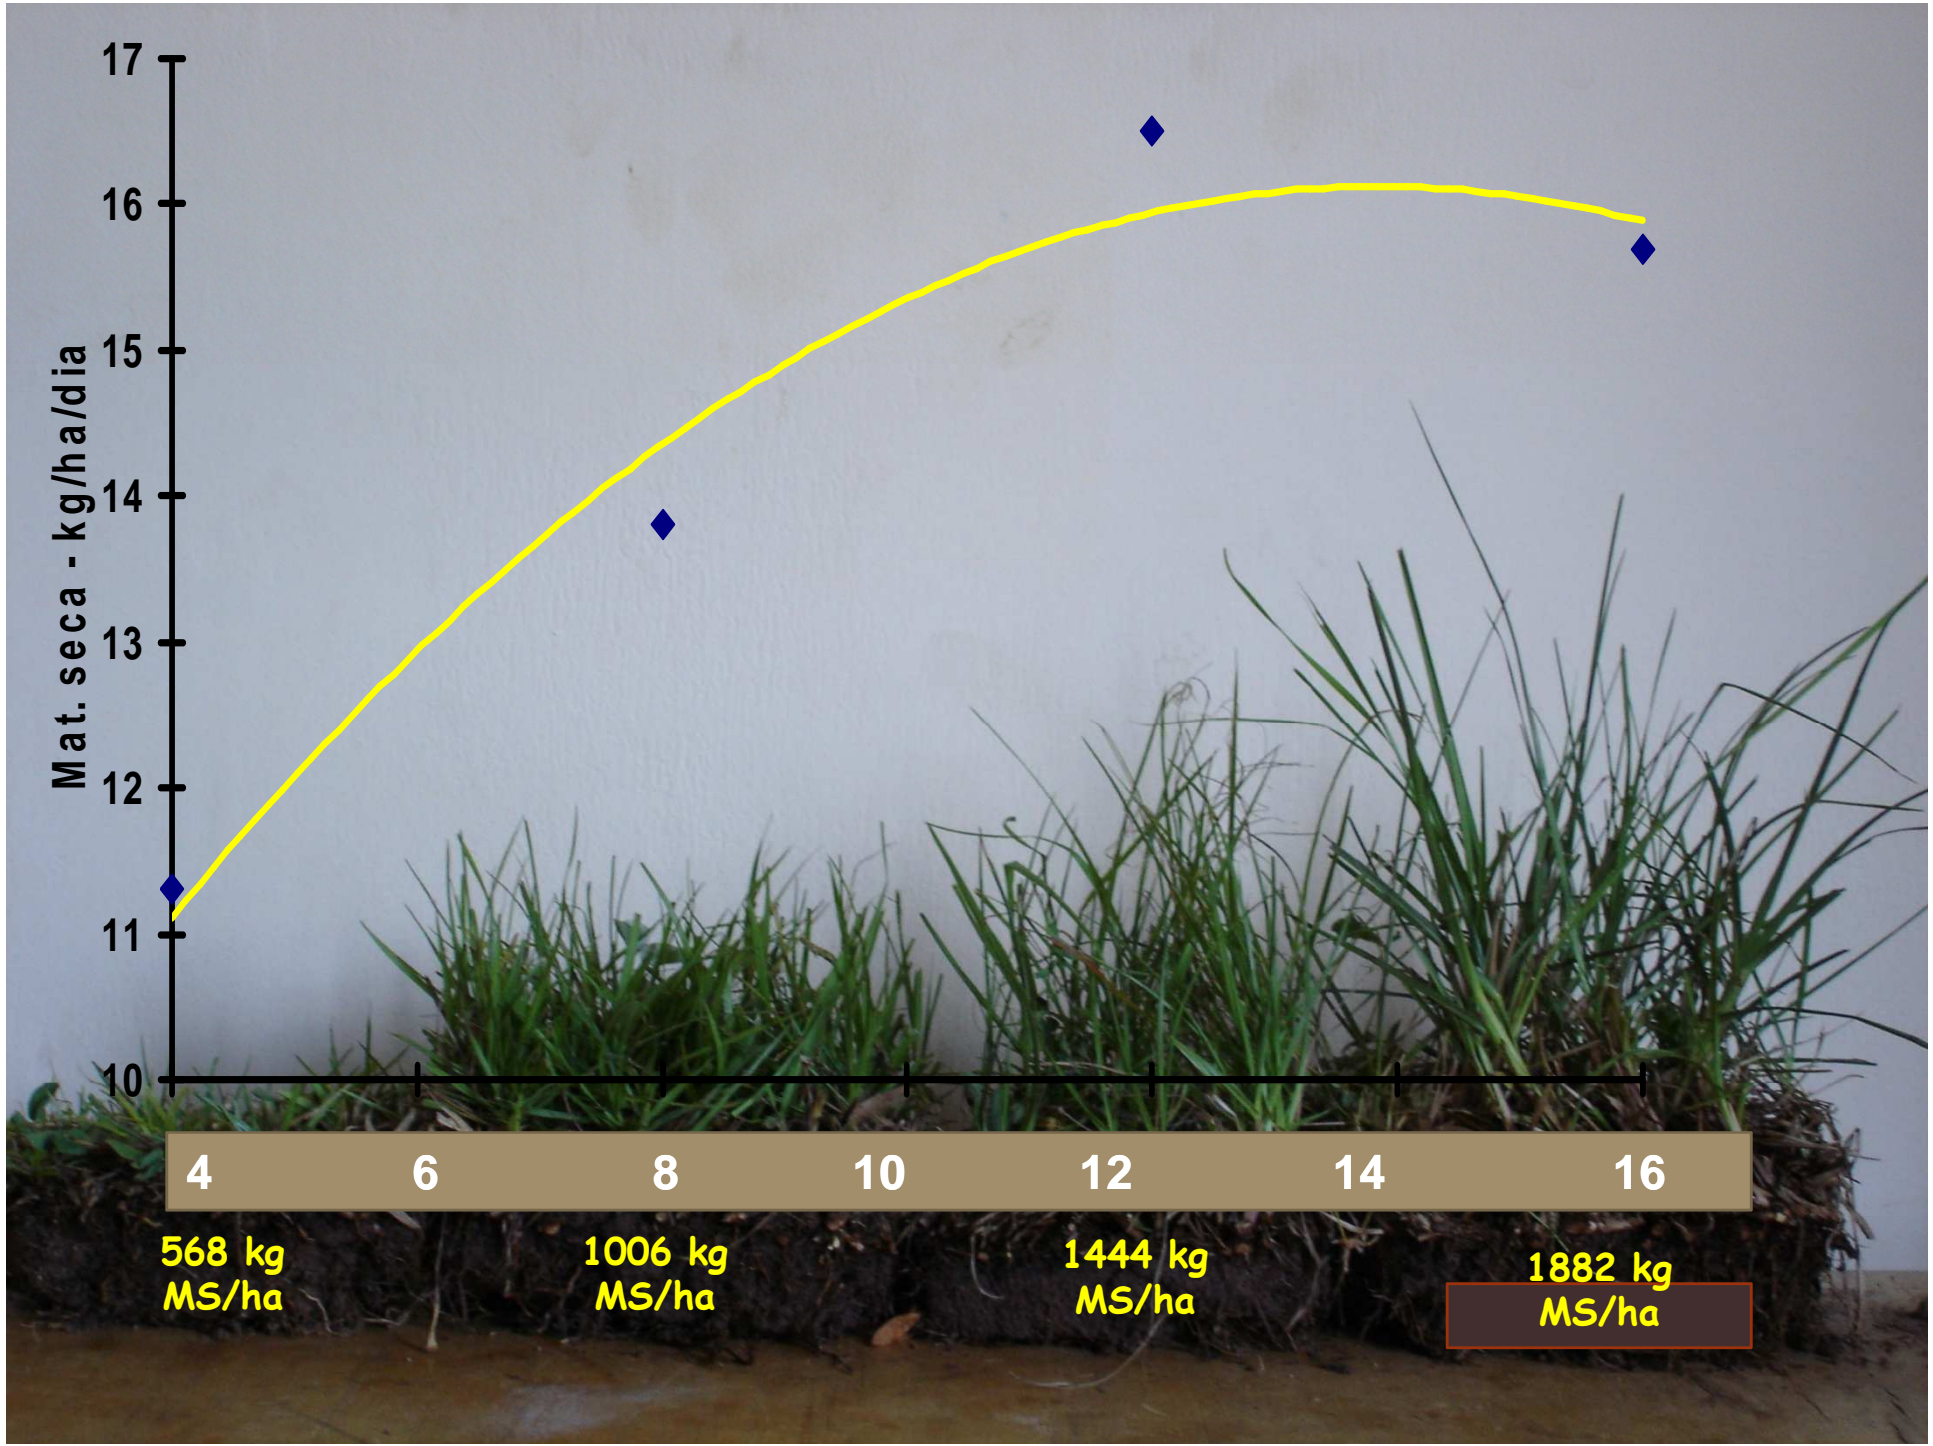 17
16
15
14
13
12
11
10
Mat. seca - kg/ha/dia
4 6 8 10 12 14 16
568 kg
MS/ha
1006 kg
MS/ha
1444 kg
MS/ha
1882 kg
MS/ha